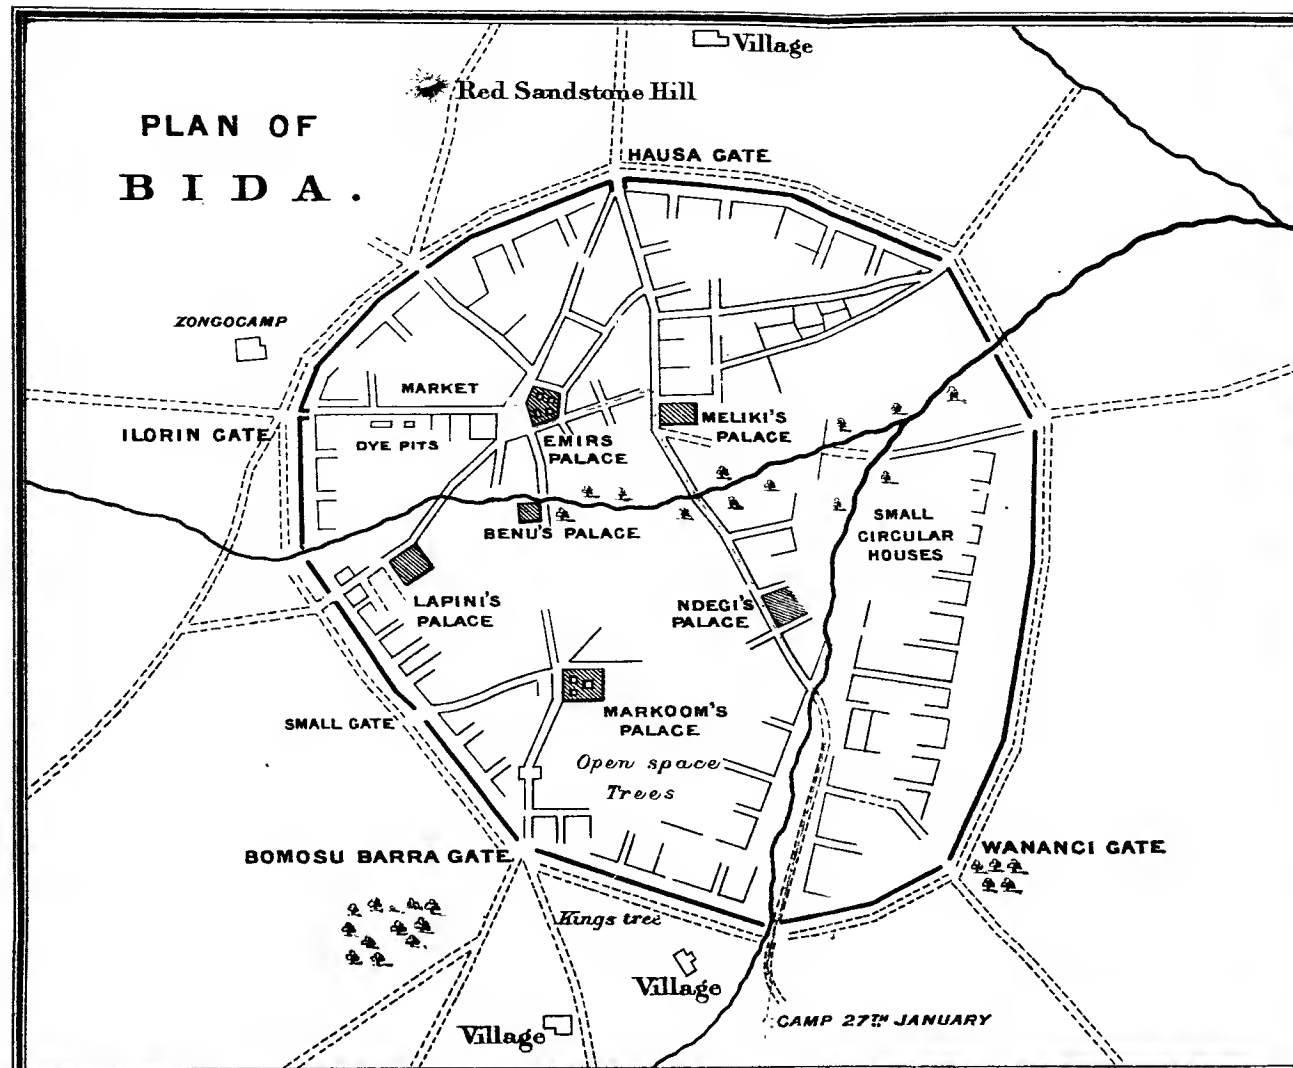 Village
Red Sandstone Hill
PLAN OF
BIDA.
HAUSA GATE
ZONGOCAMP
MARKET
ILORIN GATE
DYE PITS
EMIRS
PALACE
MELIKI'S
PALACE
BENU'S PALACE
SMALL
CIRCULAR
HOUSES
LAPINI'S
PALACE
NDEGI'S
PALACE
SMALL GATE
MARKOOM'S
PALACE
Open space
Trees
BOMOSU BARRA GATE
WANANCI GATE
Kings tree
Village
CAMP 27TH JANUARY
Village